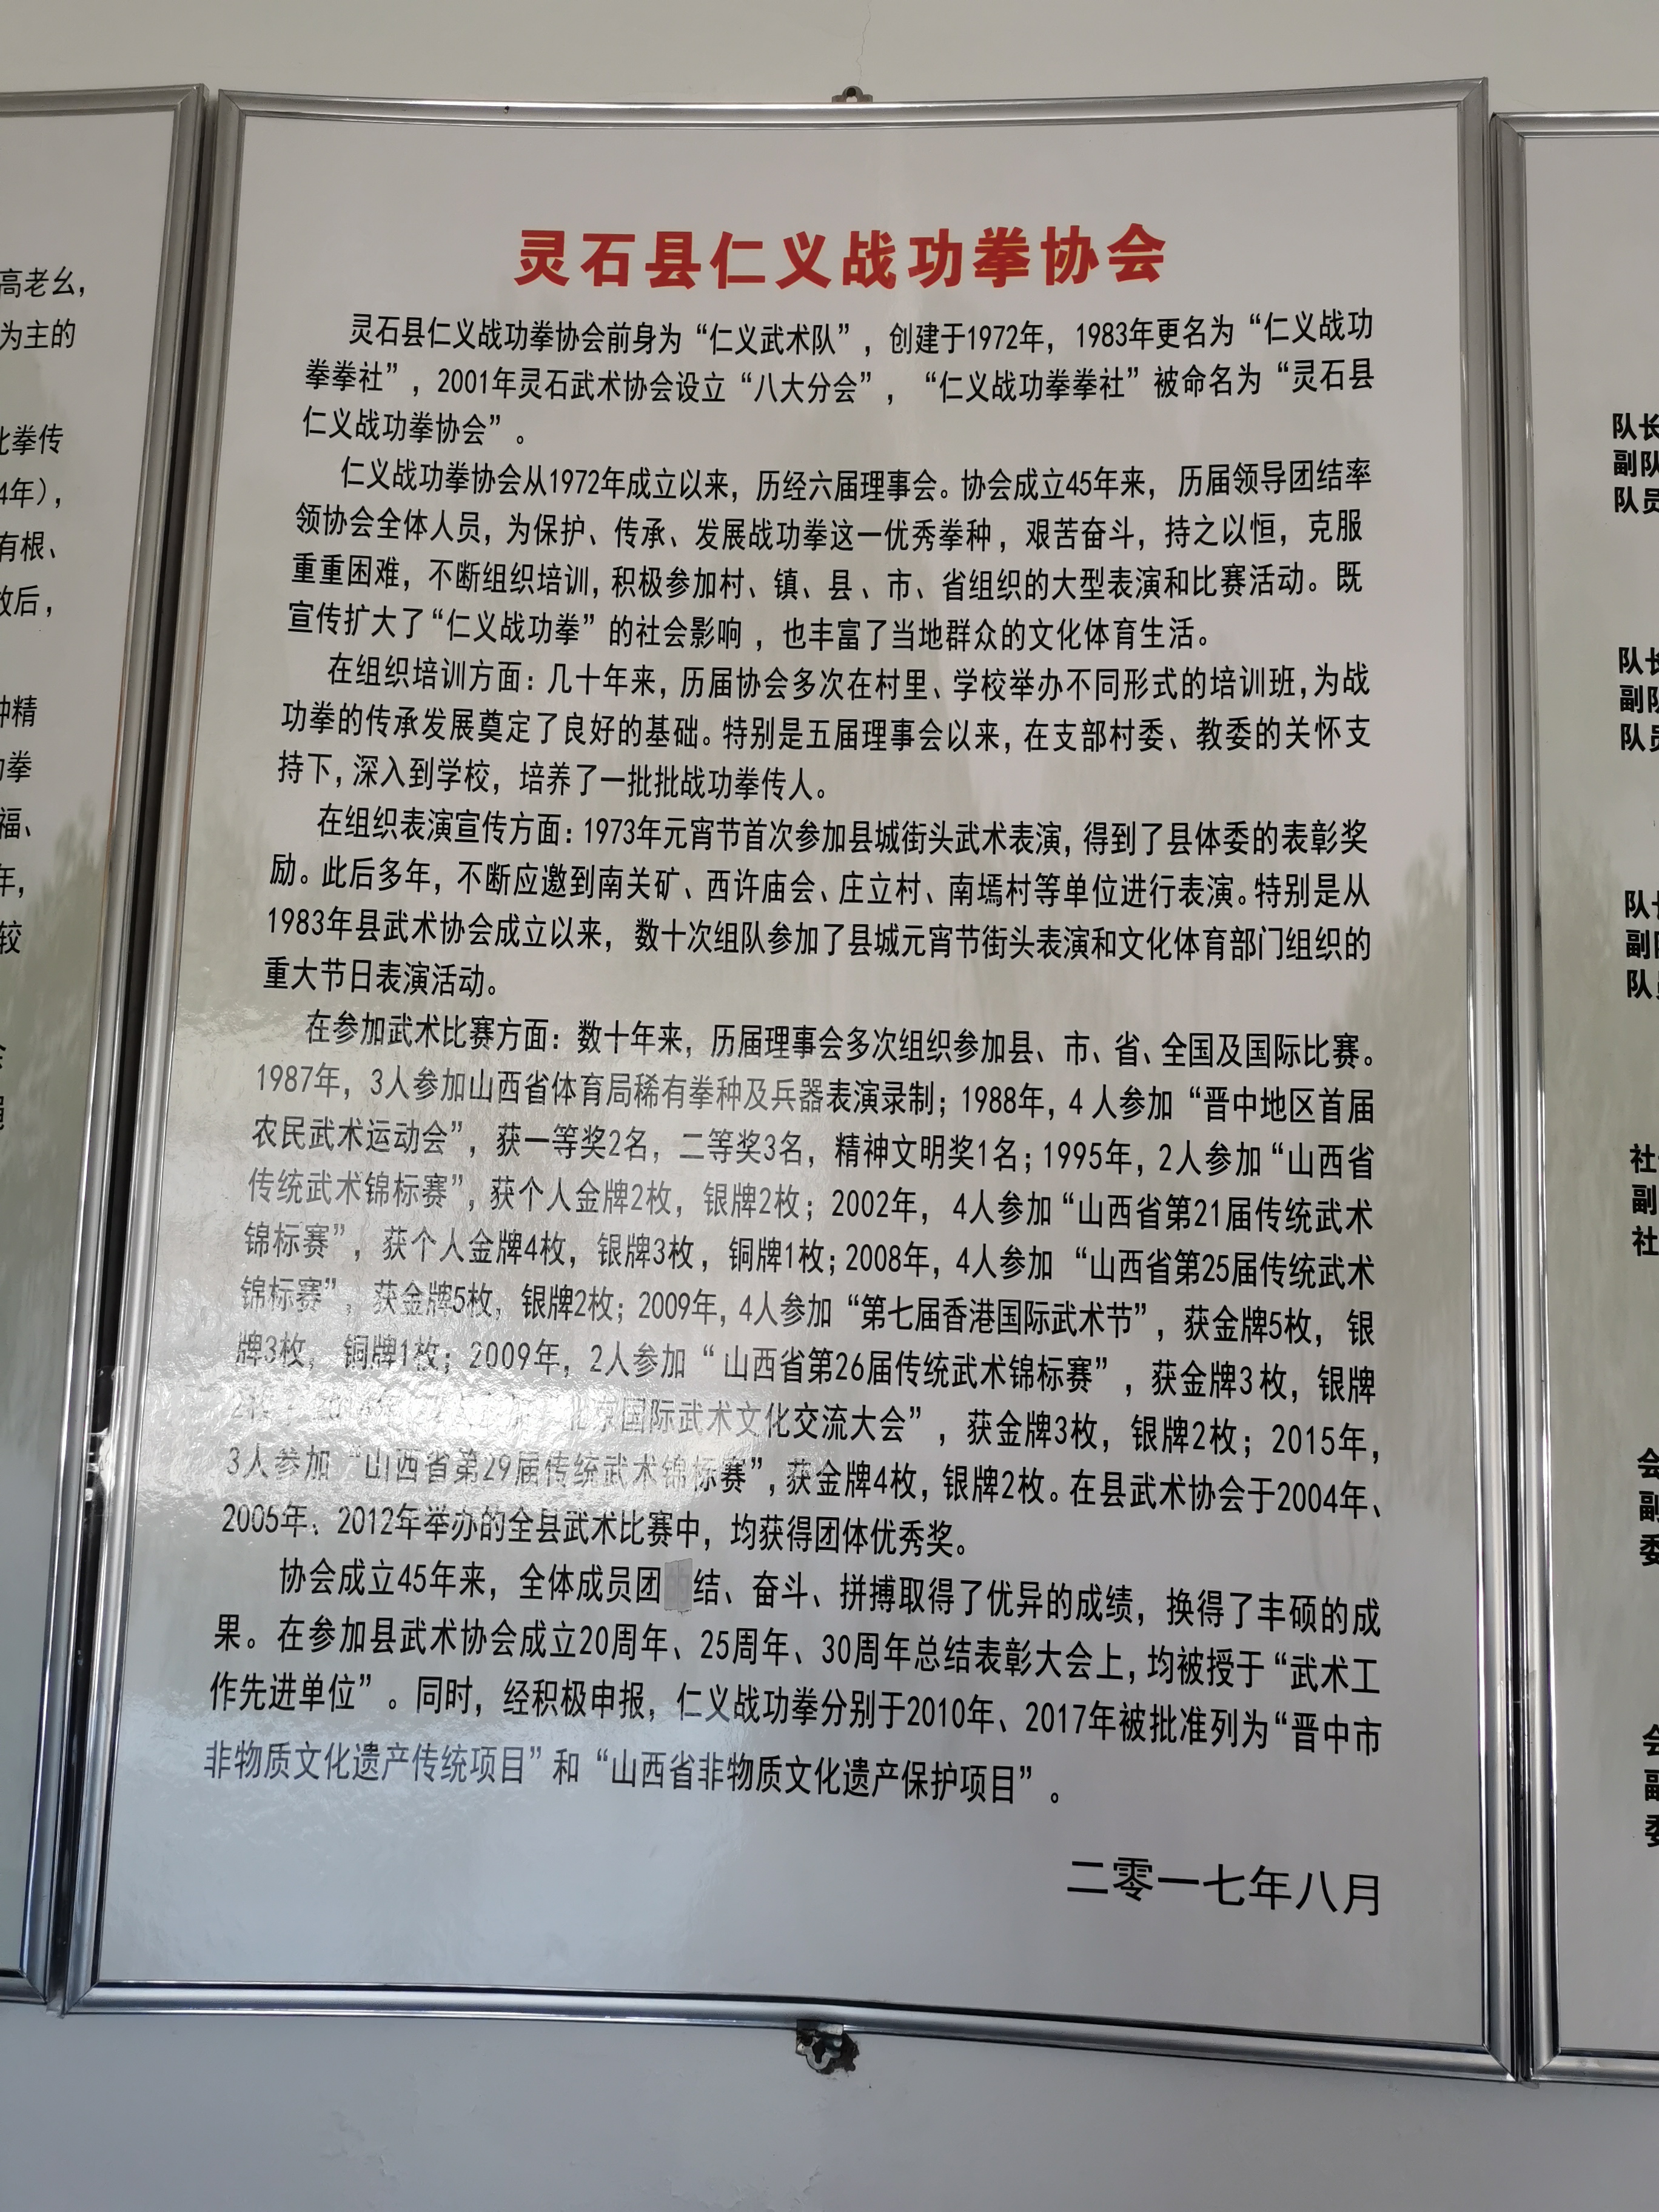 灵石县仁义战功拳协会
灵石县仁义战功拳协会前身为“仁义武术队”，创建于1972年，1983年更名为“仁义战功
拳拳社”，2001年灵石武术协会设立“八大分会”，“仁义战功拳拳社”被命名为“灵石县
仁义战功拳协会”。
仁义战功拳协会从1972年成立以来，历经六届理事会。协会成立45年来，历届领导团结率
领协会全体人员，为保护、传承、发展战功拳这一优秀拳种，艰苦奋斗，持之以恒，克服
重重困难，不断组织培训，积极参加村、镇、县、市、省组织的大型表演和比赛活动。既
宣传扩大了“仁义战功拳”的社会影响，也丰富了当地群众的文化体育生活。
在组织培训方面：几十年来，历届协会多次在村里、学校举办不同形式的培训班，为战
功拳的传承发展奠定了良好的基础。特别是五届理事会以来，在支部村委、教委的关怀支
持下，深入到学校，培养了一批批战功拳传人。
在组织表演宣传方面：1973年元宵节首次参加县城街头武术表演，得到了县体委的表彰奖
励。此后多年，不断应邀到南关矿、西许庙会、庄立村、南墕村等单位进行表演。特别是从
1983年县武术协会成立以来，数十次组队参加了县城元宵节街头表演和文化体育部门组织的
重大节日表演活动。
在参加武术比赛方面：数十年来，历届理事会多次组织参加县、市、省、全国及国际比赛。
1987年，3人参加山西省体育局稀有拳种及兵器表演录制；1988年，4人参加“晋中地区首届
农民武术运动会”，获一等奖2名，二等奖3名，精神文明奖1名；1995年，2人参加“山西省
传统武术锦标赛”，获个人金牌2枚，银牌2枚；2002年，4人参加“山西省第21届传统武术
锦标赛”，获个人金牌4枚，银牌3枚，铜牌1枚；2008年，4人参加“山西省第25届传统武术
锦标赛”，获金牌5枚，银牌2枚；2009年，4人参加“第七届香港国际武术节”，获金牌5枚，银
牌3枚，铜牌1枚；2009年，2人参加“山西省第26届传统武术锦标赛”，获金牌3枚，银牌
北京国际武术文化交流大会”，获金牌3枚，银牌2枚；2015年，
3人参加“山西省第29届传统武术锦标赛”，获金牌4枚，银牌2枚。在县武术协会于2004年、
2005年、2012年举办的全县武术比赛中，均获得团体优秀奖。
协会成立45年来，全体成员团结、奋斗、拼搏取得了优异的成绩，换得了丰硕的成
果。在参加县武术协会成立20周年、25周年、30周年总结表彰大会上，均被授于“武术工
作先进单位”。同时，经积极申报，仁义战功拳分别于2010年、2017年被批准列为“晋中市
非物质文化遗产传统项目”和“山西省非物质文化遗产保护项目”。
二零一七年八月
高老幺，
为主的
拳传
4年），
有根、
后，
精
拳
福、
年，
较
队长
副队
队员
队长
副队
队员
队长
副队
队员
社
副
社
会
副
委
会
副
委